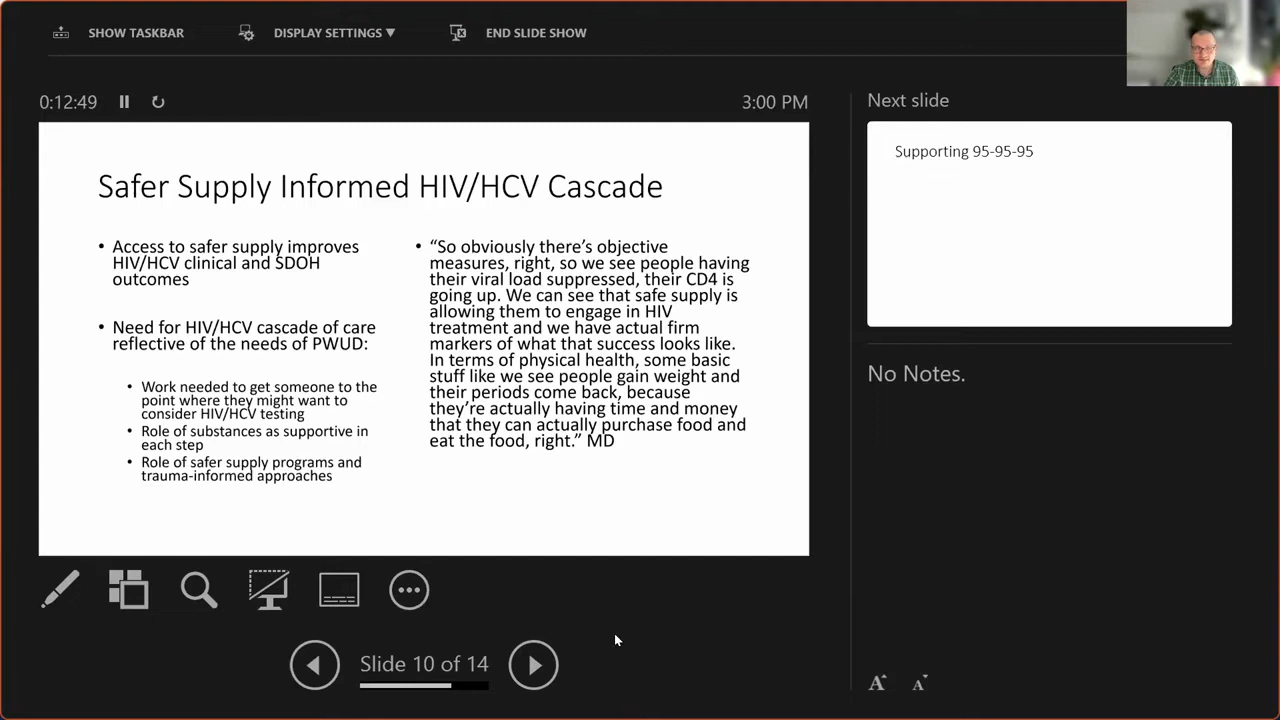 SHOW TASKBAR
DISPLAY SETTINGS ▼
END SLIDE SHOW
0:12:49
3:00 PM
Safer Supply Informed HIV/HCV Cascade
• Access to safer supply improves
HIV/HCV clinical and SDOH
outcomes
• Need for HIV/HCV cascade of care
reflective of the needs of PWUD:
• Work needed to get someone to the
point where they might want to
consider HIV/HCV testing
• Role of substances as supportive in
each step
• Role of safer supply programs and
trauma-informed approaches
• “So obviously there’s objective
measures, right, so we see people having
their viral load suppressed, their CD4 is
going up. We can see that safe supply is
allowing them to engage in HIV
treatment and we have actual firm
markers of what that success looks like.
In terms of physical health, some basic
stuff like we see people gain weight and
their periods come back, because
they’re actually having time and money
that they can actually purchase food and
eat the food, right.” MD
Slide 10 of 14
Next slide
Supporting 95-95-95
No Notes.
A A